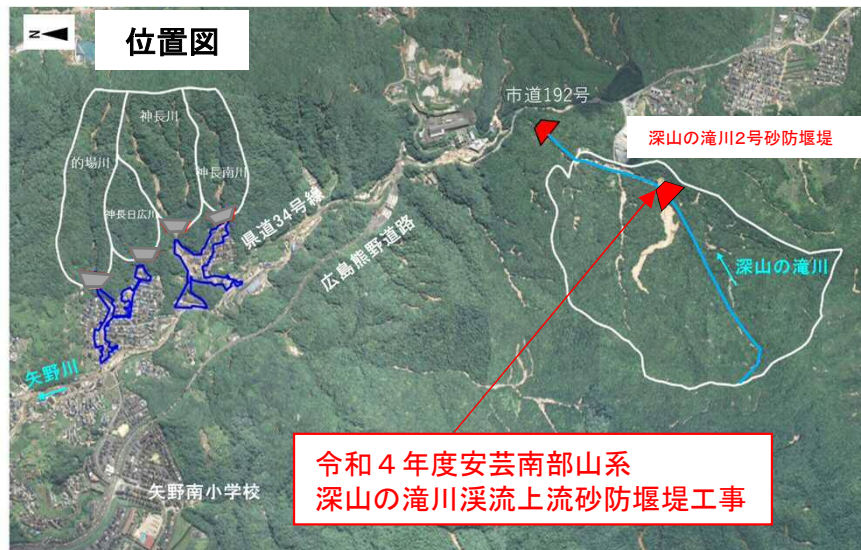 N
位置図
市道192号
深山の滝川2号砂防堰堤
神長川
的場川
神長南川
神長日広川
県道34号線
広島熊野道路
深山の滝川
矢野川
令和４年度安芸南部山系
深山の滝川渓流上流砂防堰堤工事
矢野南小学校